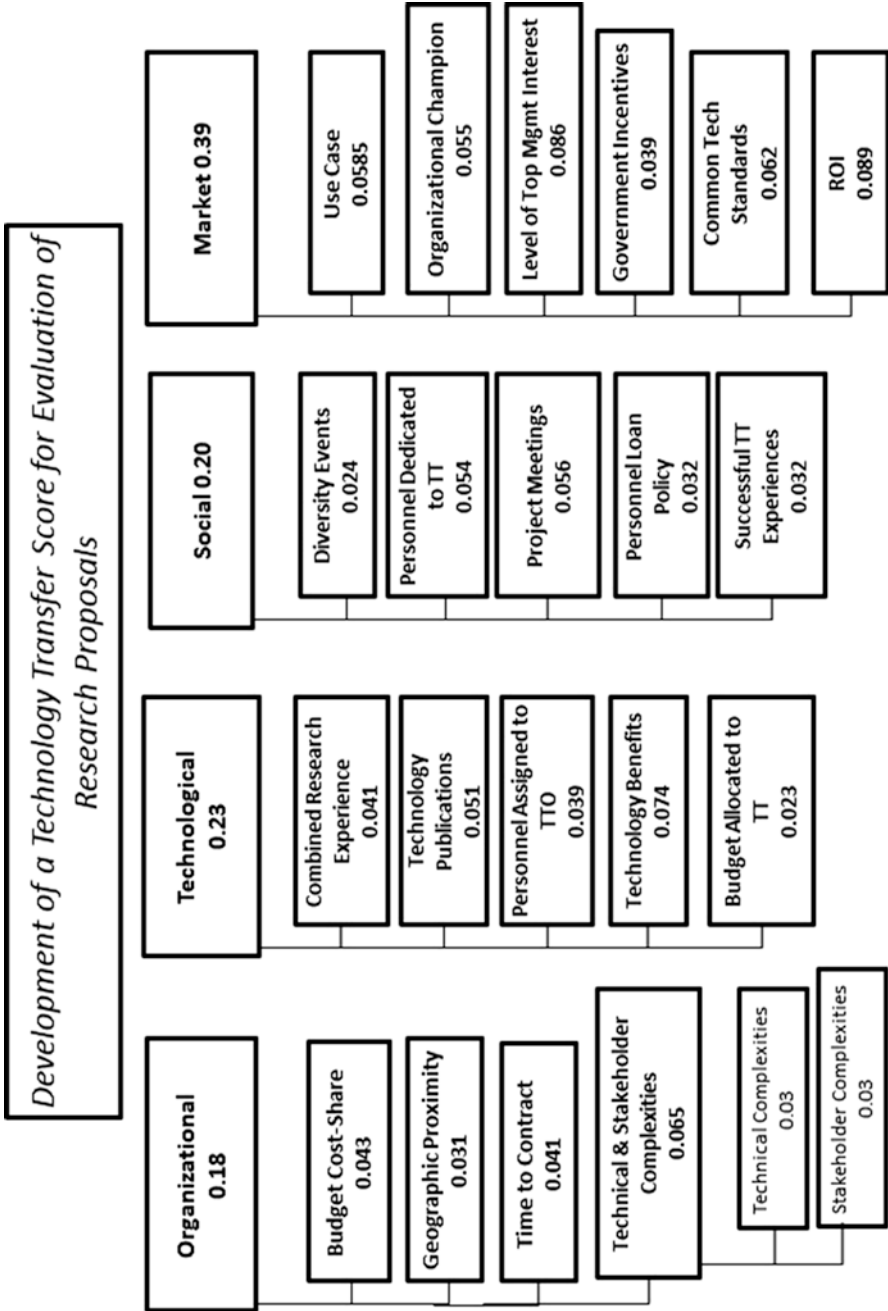 Development of a Technology Transfer Score for Evaluation of
Research Proposals
Organizational
0.18
Budget Cost-Share
0.043
Geographic Proximity
0.031
Time to Contract
0.041
Technical & Stakeholder
Complexities
0.065
Technical Complexities
0.03
Stakeholder Complexities
0.03
Technological
0.23
Combined Research
Experience
0.041
Technology
Publications
0.051
Personnel Assigned to
TTO
0.039
Technology Benefits
0.074
Budget Allocated to
TT
0.023
Social 0.20
Diversity Events
0.024
Personnel Dedicated
to TT
0.054
Project Meetings
0.056
Personnel Loan
Policy
0.032
Successful TT
Experiences
0.032
Market 0.39
Use Case
0.0585
Organizational Champion
0.055
Level of Top Mgmt Interest
0.086
Government Incentives
0.039
Common Tech
Standards
0.062
ROI
0.089